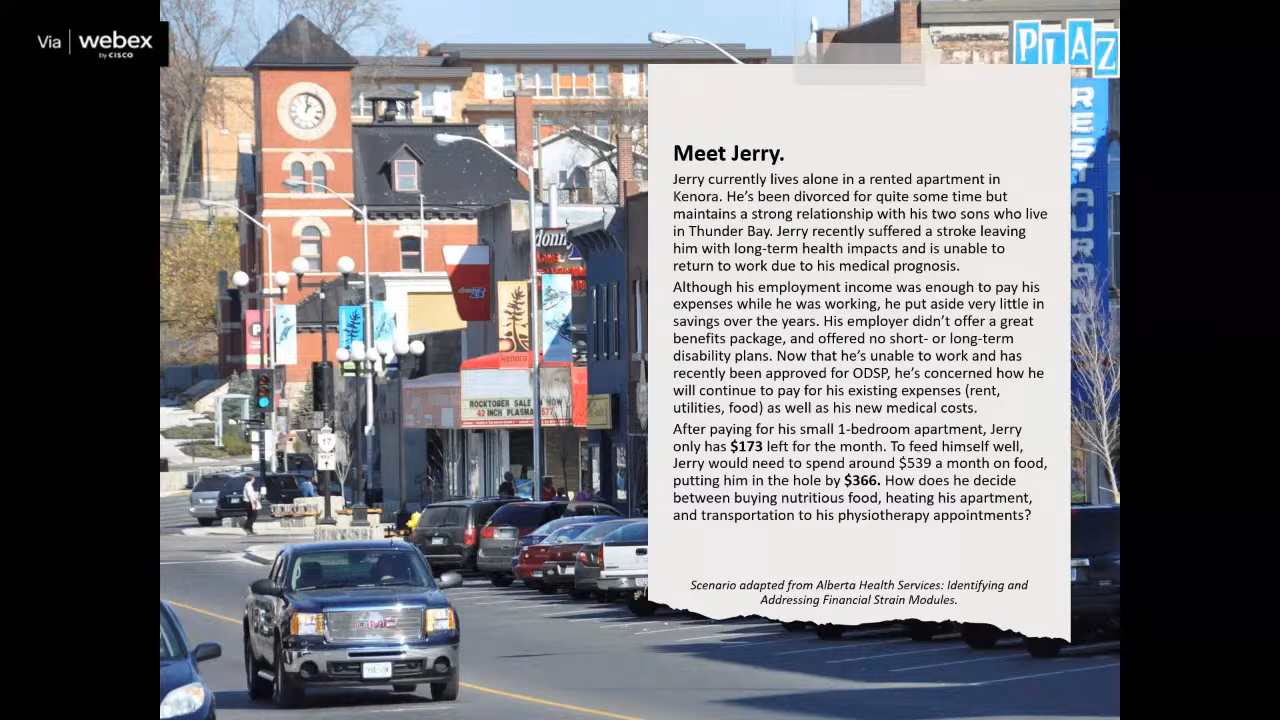 Via webex
by CISCO
PLAZ
RESTAURANT
Meet Jerry.
Jerry currently lives alone in a rented apartment in
Kenora. He's been divorced for quite some time but
maintains a strong relationship with his two sons who live
in Thunder Bay. Jerry recently suffered a stroke leaving
him with long-term health impacts and is unable to
return to work due to his medical prognosis.
Although his employment income was enough to pay his
expenses while he was working, he put aside very little in
savings over the years. His employer didn't offer a great
benefits package, and offered no short- or long-term
disability plans. Now that he's unable to work and has
recently been approved for ODSP, he's concerned how he
will continue to pay for his existing expenses (rent,
utilities, food) as well as his new medical costs.
After paying for his small 1-bedroom apartment, Jerry
only has $173 left for the month. To feed himself well,
Jerry would need to spend around $539 a month on food,
putting him in the hole by $366. How does he decide
between buying nutritious food, heating his apartment,
and transportation to his physiotherapy appointments?
Scenario adapted from Alberta Health Services: Identifying and
Addressing Financial Strain Modules.
kenora
ROCKTOBER SALE NOW
42 INCH PLASMA
17
GMC